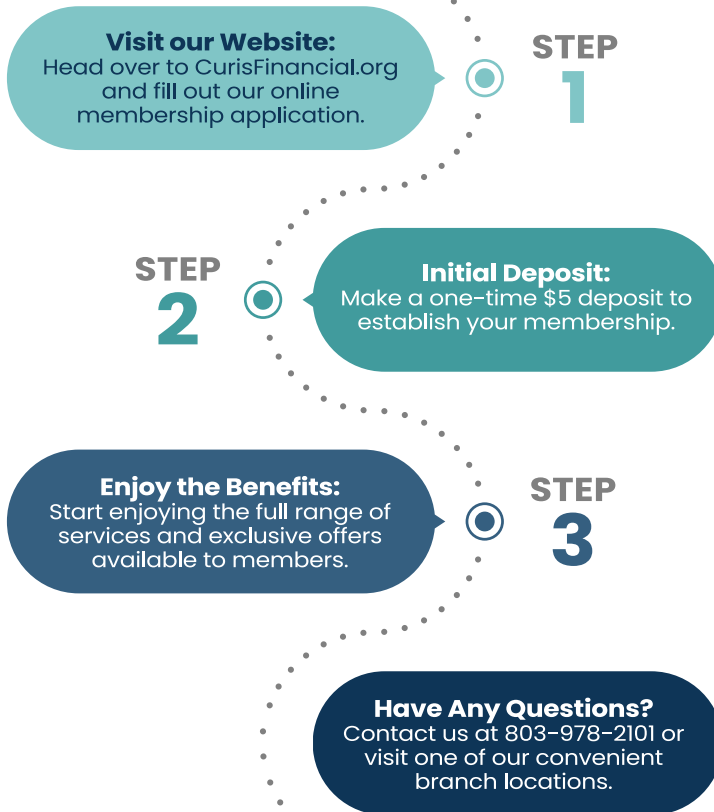 Visit our Website:
Head over to CurisFinancial.org
and fill out our online
membership application.
STEP
1
STEP
2
Initial Deposit:
Make a one-time $5 deposit to
establish your membership.
Enjoy the Benefits:
Start enjoying the full range of
services and exclusive offers
available to members.
STEP
3
Have Any Questions?
Contact us at 803-978-2101 or
visit one of our convenient
branch locations.